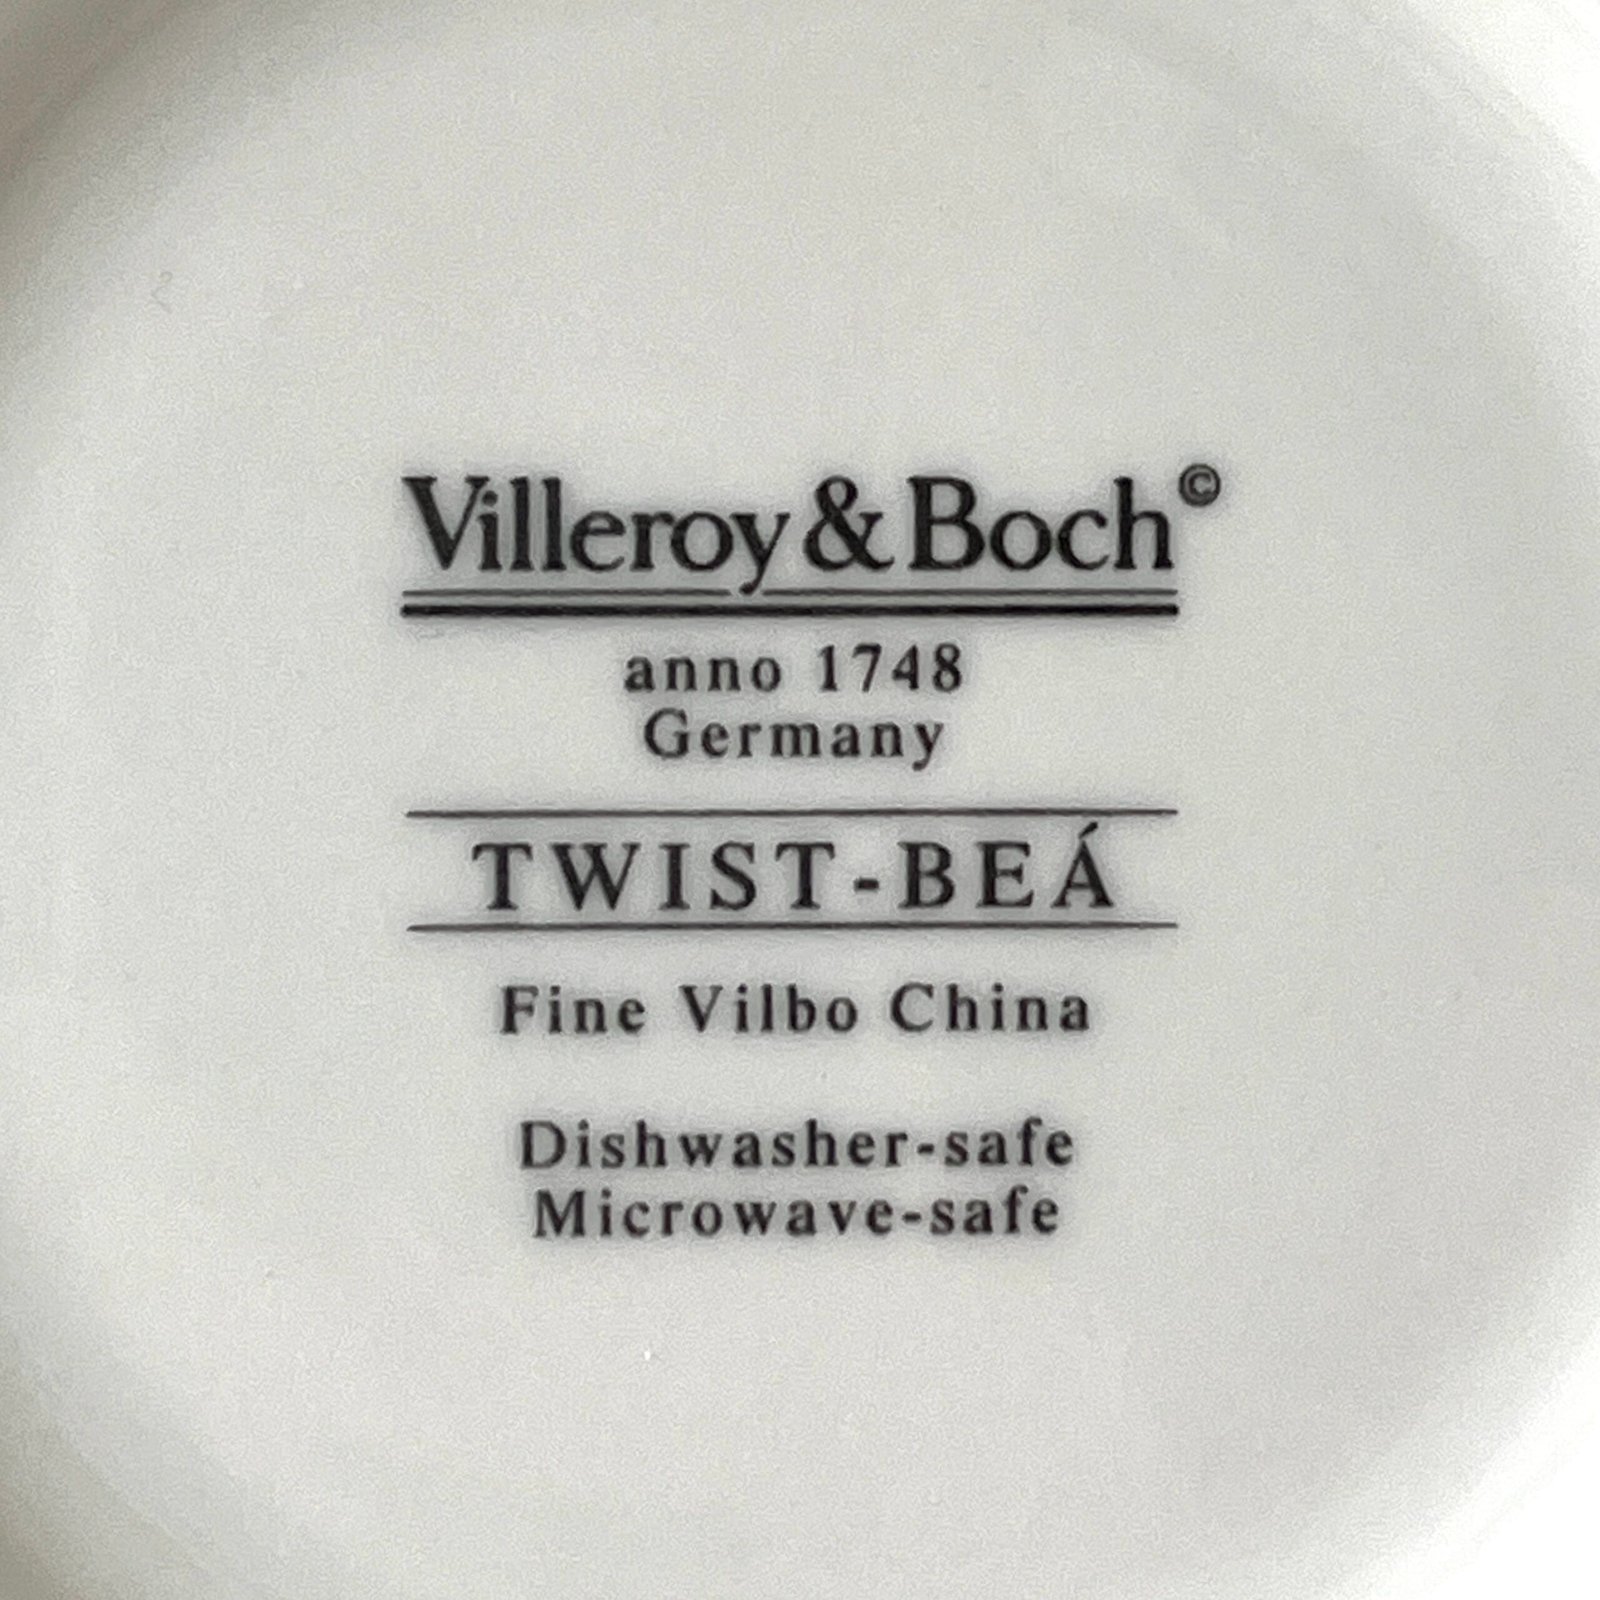 Villeroy & Boch©
anno 1748
Germany
TWIST-BEÁ
Fine Vilbo China
Dishwasher-safe
Microwave-safe